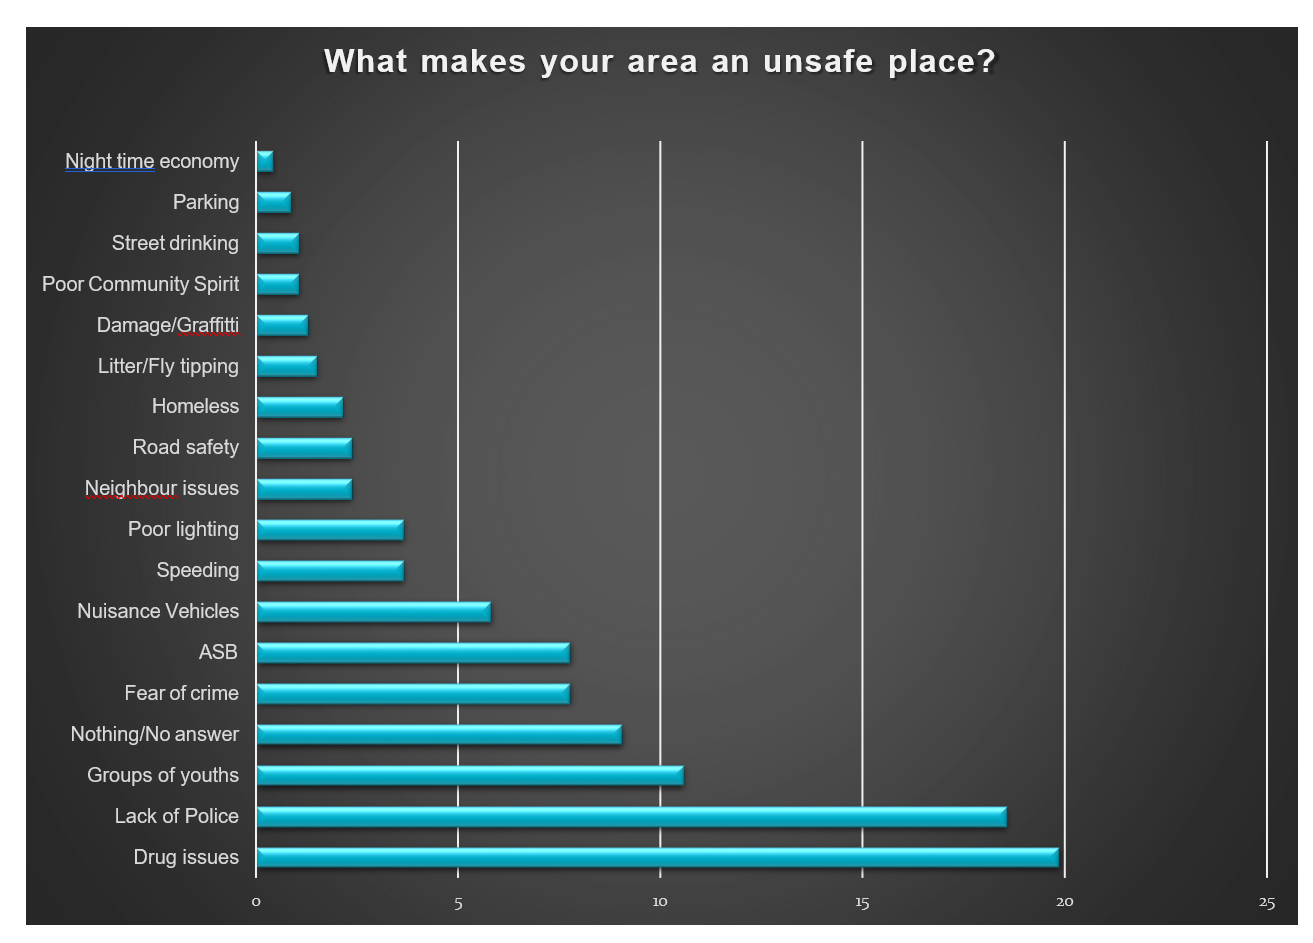 What makes your area an unsafe place?
Night time economy
Parking
Street drinking
Poor Community Spirit
Damage/Graffitti
Litter/Fly tipping
Homeless
Road safety
Neighbour issues
Poor lighting
Speeding
Nuisance Vehicles
ASB
Fear of crime
Nothing/No answer
Groups of youths
Lack of Police
Drug issues
0 5 10 15 20 25